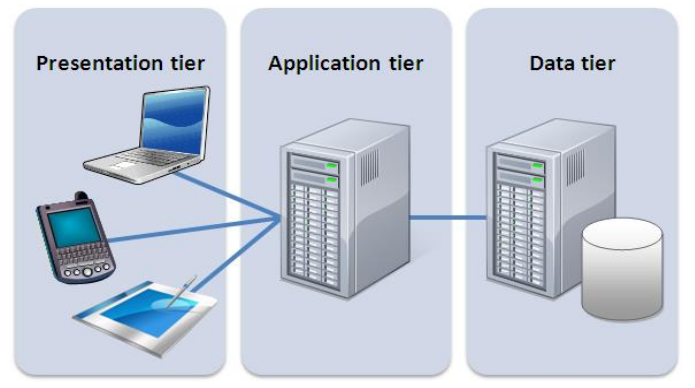 Presentation tier
Application tier
Data tier